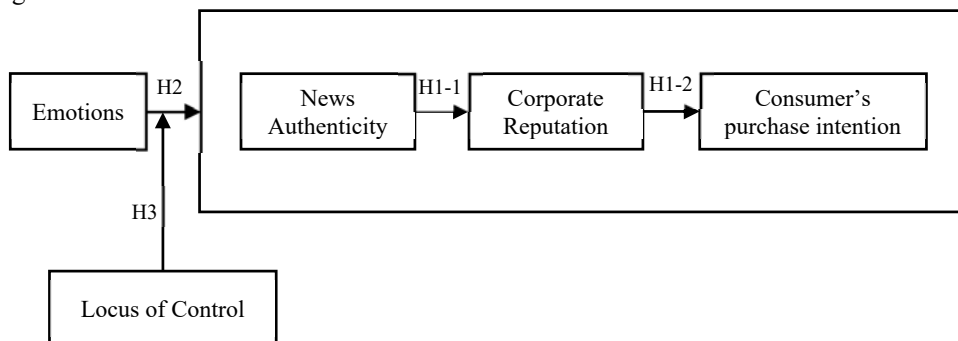 H2
H1-1
H1-2
Emotions
News
Authenticity
Corporate
Reputation
Consumer’s
purchase intention
H3
Locus of Control